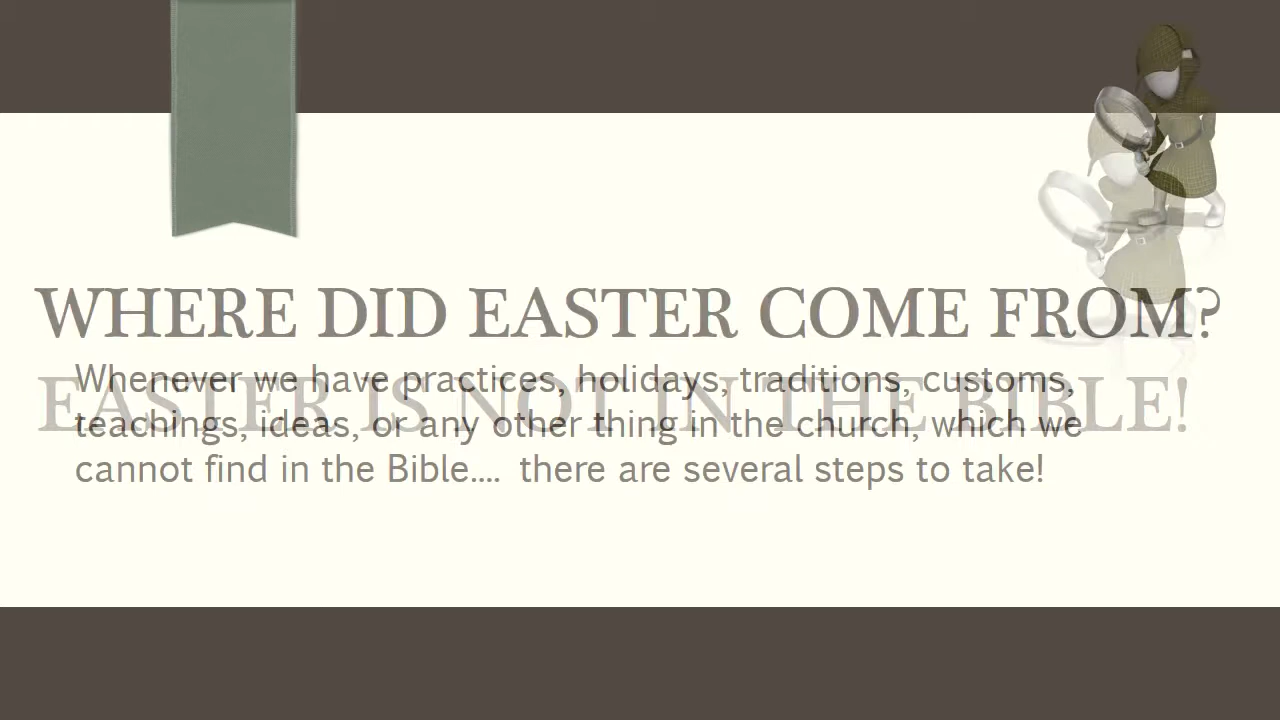 WHERE DID EASTER COME FROM?
Whenever we have practices, holidays, traditions, customs,
EASTER IS NOT IN THE BIBLE!
teachings, ideas, or any other thing in the church, which we
cannot find in the Bible.... there are several steps to take!